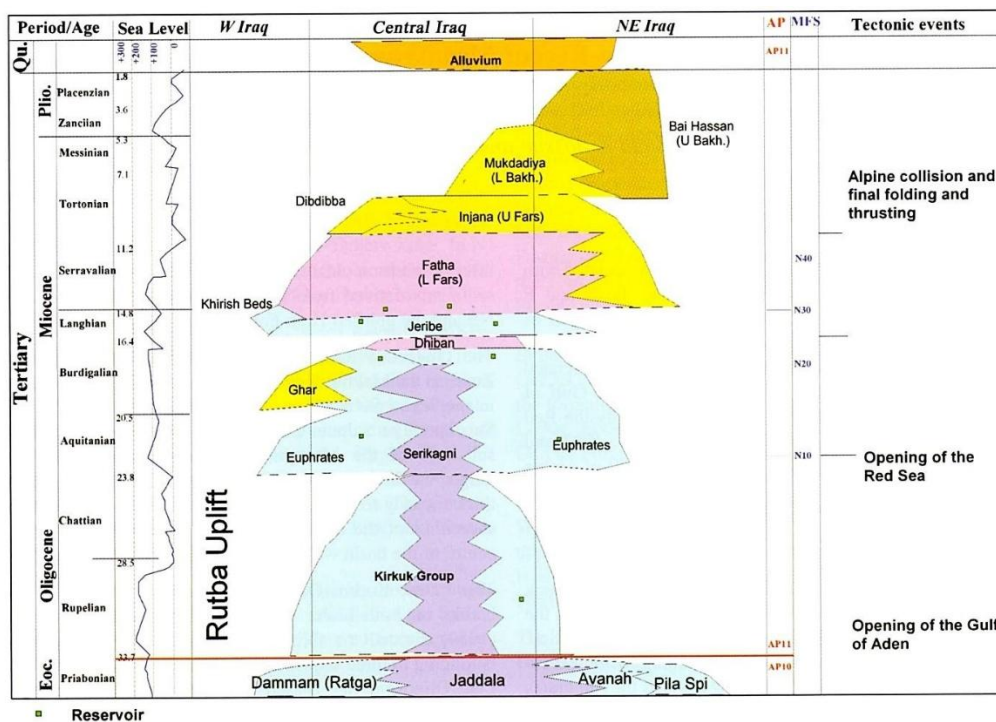 Period/Age Sea Level W Iraq Central Iraq NE Iraq AP MFS Tectonic events
+300 +200 +100 0
Qu.
Alluvium
AP11
1.8
Plio.
Placenzian
3.6
Zanciian
5.3
Bai Hassan
(U Bakh.)
Tertiary
Miocene
Messinian
7.1
Mukdadiya
(L Bakh.)
Alpine collision and
final folding and
thrusting
Tortonian
Dibdibba
Injana (U Fars)
11.2
Serravalian
Fatha
(L Fars)
N40
Khirish Beds
14.8
N30
Langhian
Jeribe
16.4
Dhiban
N20
Burdigalian
Ghar
20.5
Aquitanian
Euphrates
Serikagni
Euphrates
N10
Opening of the
Red Sea
23.8
Oligocene
Chattian
Rutba Uplift
28.5
Kirkuk Group
Rupelian
Opening of the Gulf
of Aden
33.7
AP11
AP10
Eoc.
Priabonian
Dammam (Ratga)
Jaddala
Avanah
Pila Spi
Reservoir